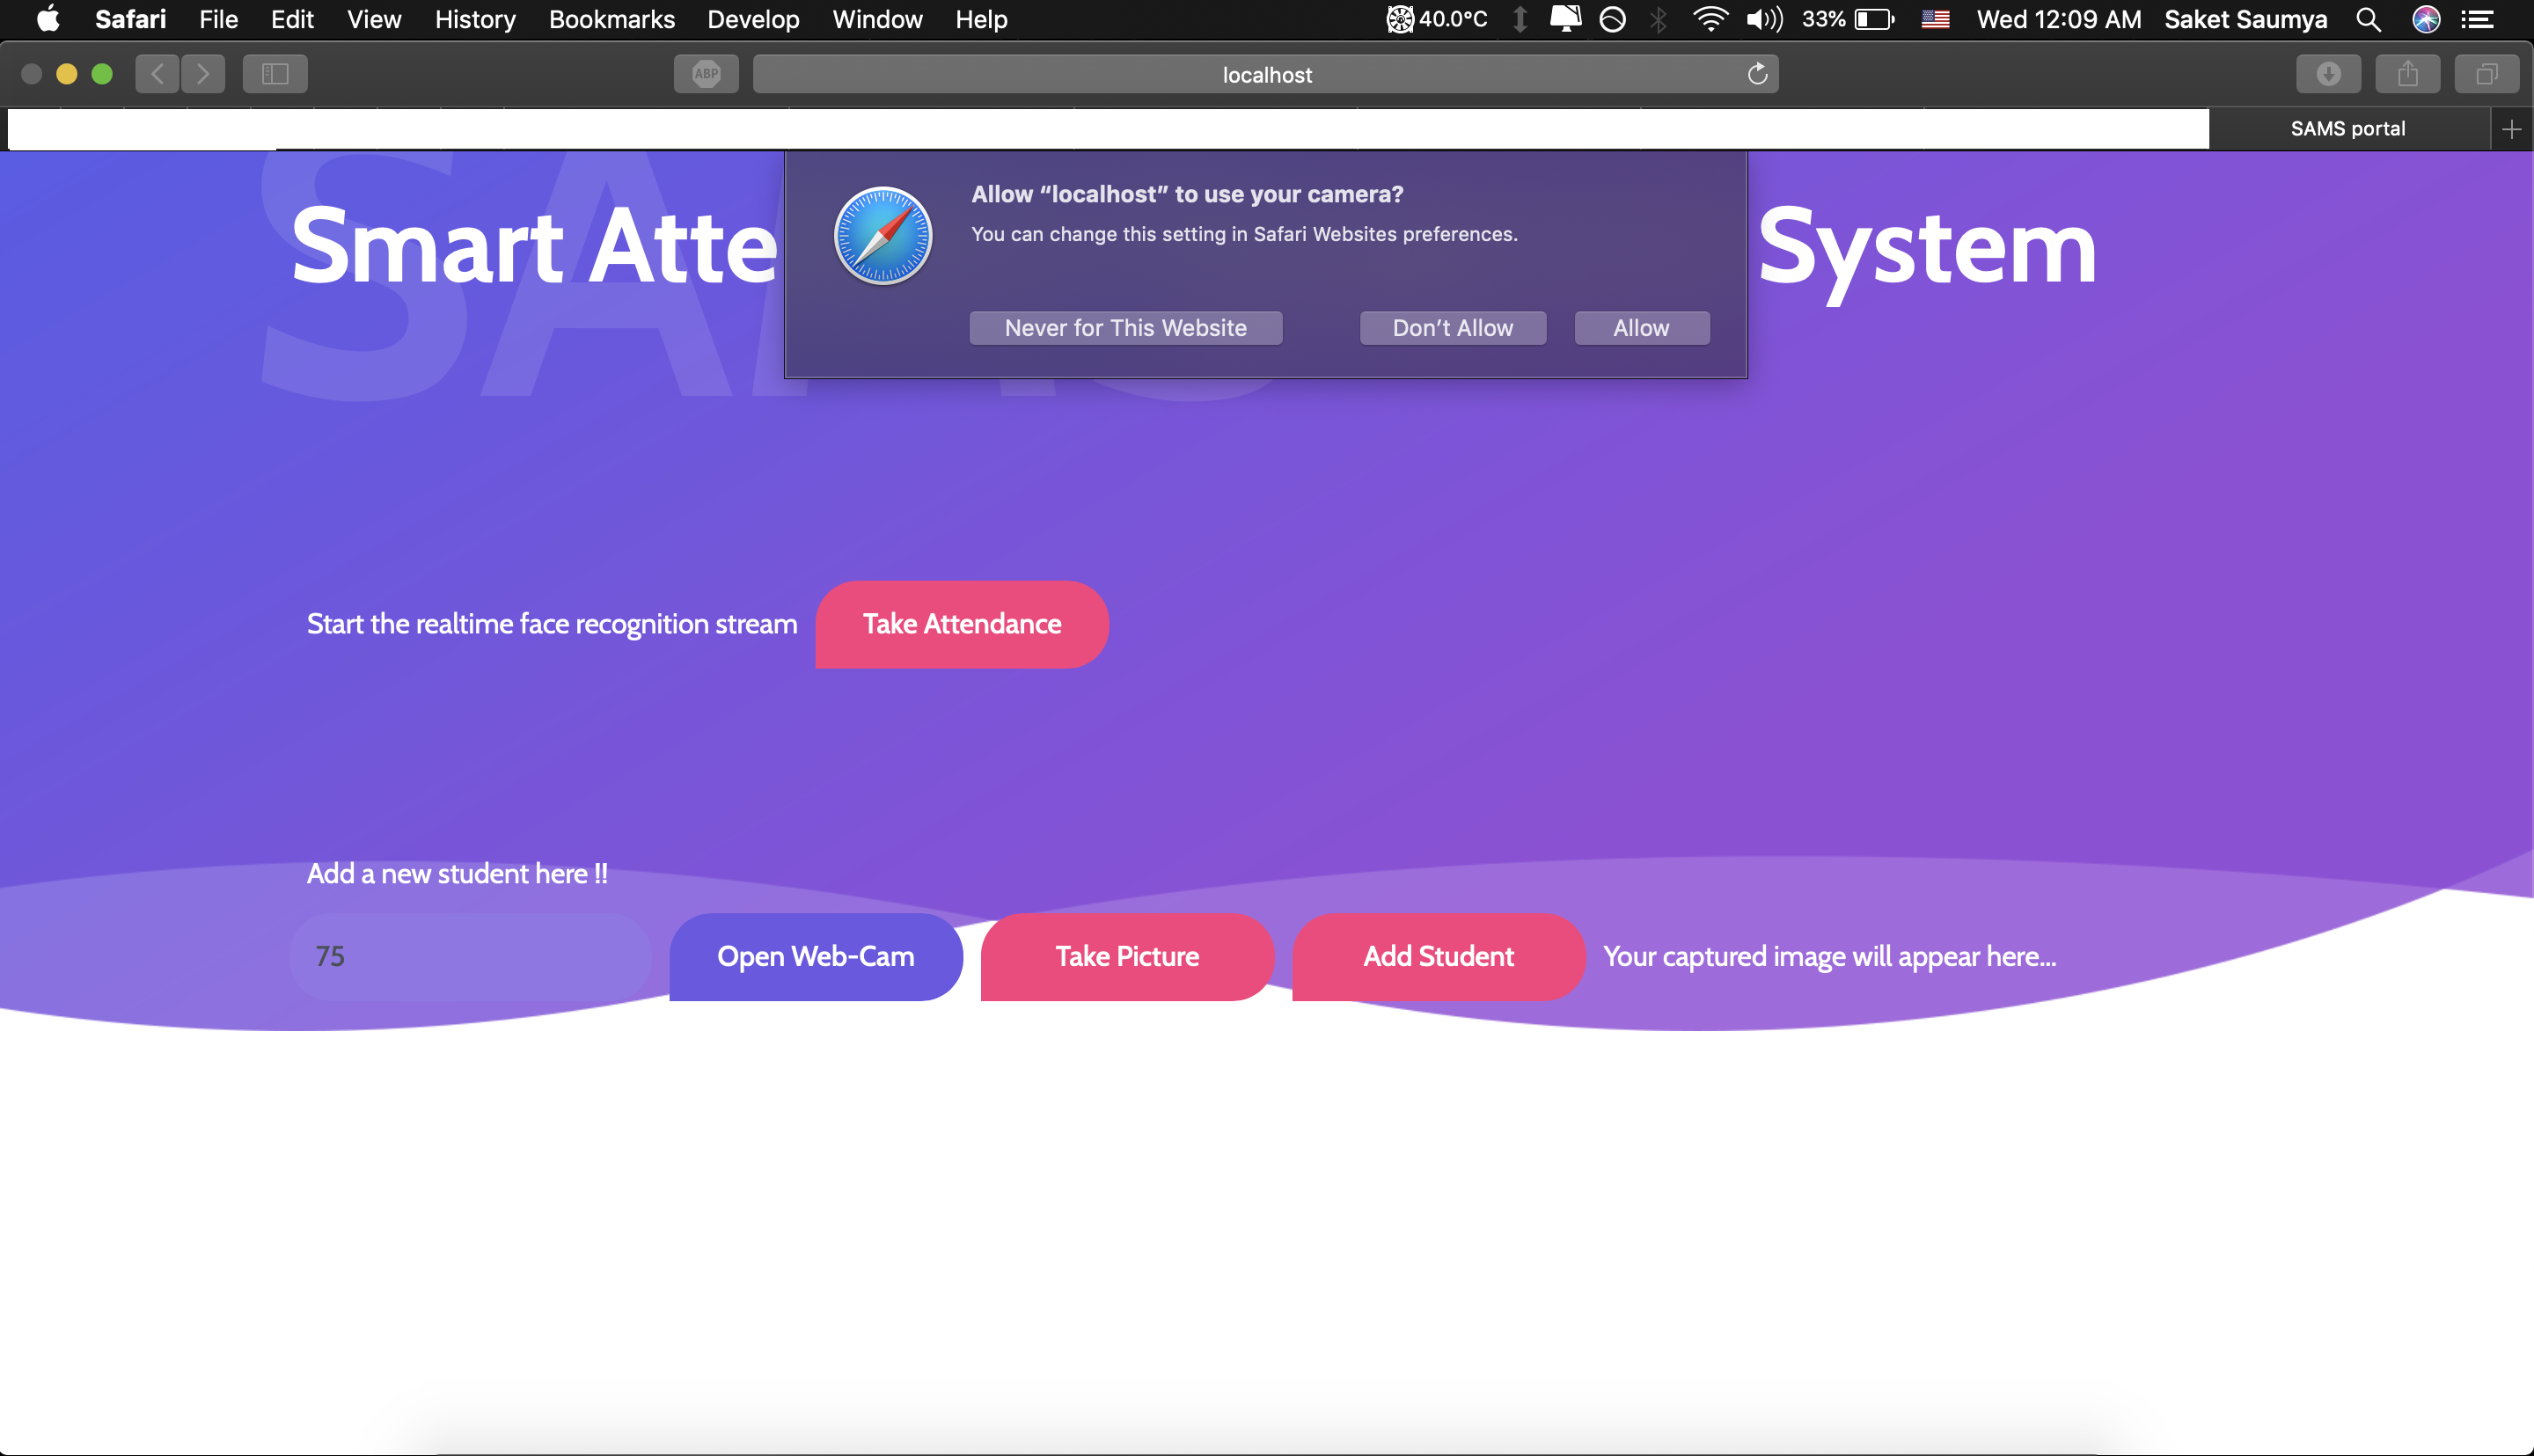 Safari File Edit View History Bookmarks Develop Window Help 40.0°C 33% Wed 12:09 AM Saket Saumya
ABP localhost
SAMS portal
Allow “localhost” to use your camera?
You can change this setting in Safari Websites preferences.
Never for This Website Don’t Allow Allow
Smart Atte System
Start the realtime face recognition stream Take Attendance
Add a new student here !!
75 Open Web-Cam Take Picture Add Student Your captured image will appear here...